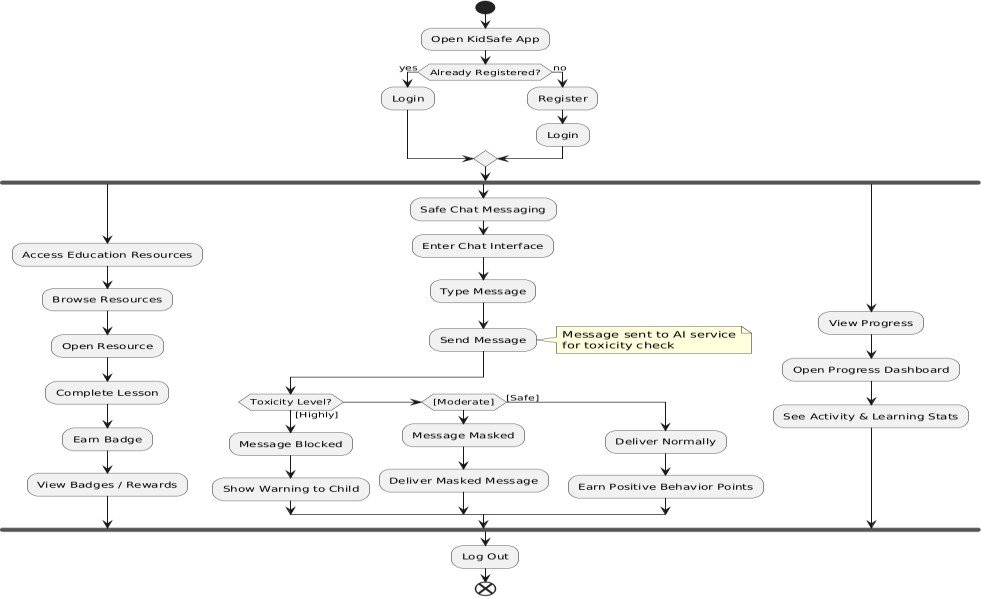 Open KidSafe App
yes
Already Registered?
no
Login
Register
Login
Access Education Resources
Browse Resources
Open Resource
Complete Lesson
Earn Badge
View Badges / Rewards
Safe Chat Messaging
Enter Chat Interface
Type Message
Send Message
Message sent to AI service
for toxicity check
Toxicity Level?
[Highly]
Message Blocked
Show Warning to Child
[Moderate]
Message Masked
Deliver Masked Message
[Safe]
Deliver Normally
Earn Positive Behavior Points
View Progress
Open Progress Dashboard
See Activity & Learning Stats
Log Out